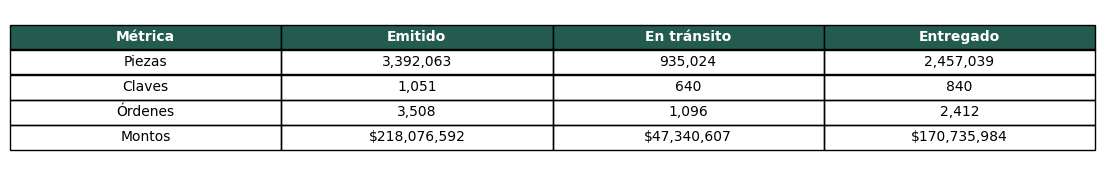 Métrica Emitido En tránsito Entregado
Piezas 3,392,063 935,024 2,457,039
Claves 1,051 640 840
Órdenes 3,508 1,096 2,412
Montos $218,076,592 $47,340,607 $170,735,984